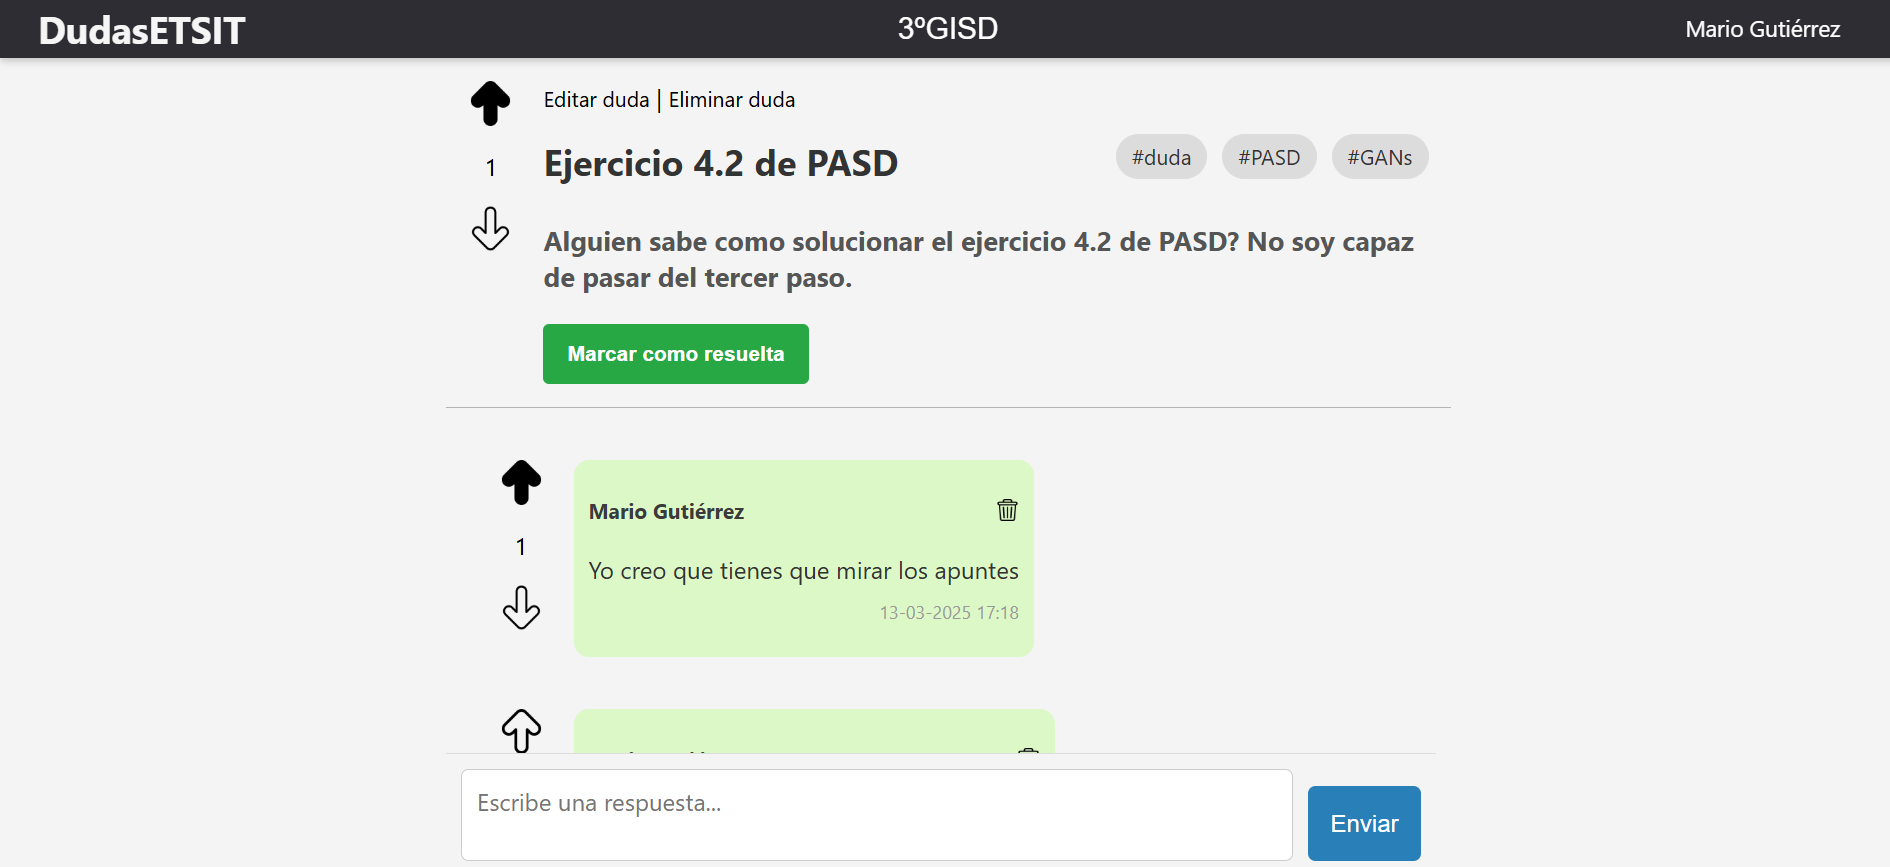 DudasETSIT
3ºGISD
Mario Gutiérrez
Editar duda | Eliminar duda
1
Ejercicio 4.2 de PASD
#duda
#PASD
#GANs
Alguien sabe como solucionar el ejercicio 4.2 de PASD? No soy capaz
de pasar del tercer paso.
Marcar como resuelta
Mario Gutiérrez
1
Yo creo que tienes que mirar los apuntes
13-03-2025 17:18
Escribe una respuesta...
Enviar